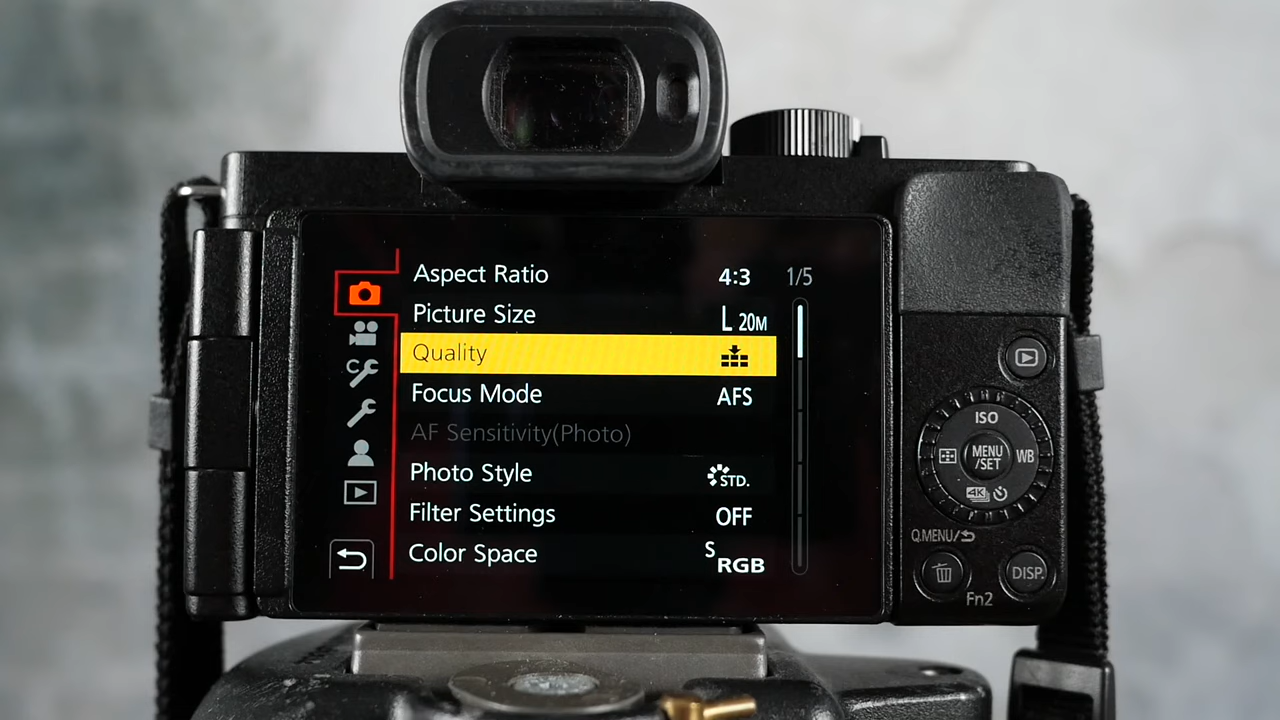 Aspect Ratio 4:3 1/5
Picture Size L 20M
Quality
Focus Mode AFS
AF Sensitivity(Photo)
Photo Style STD.
Filter Settings OFF
Color Space sRGB
C
ISO
MENU
/SET
WB
4K
Q.MENU/
DISP.
Fn2